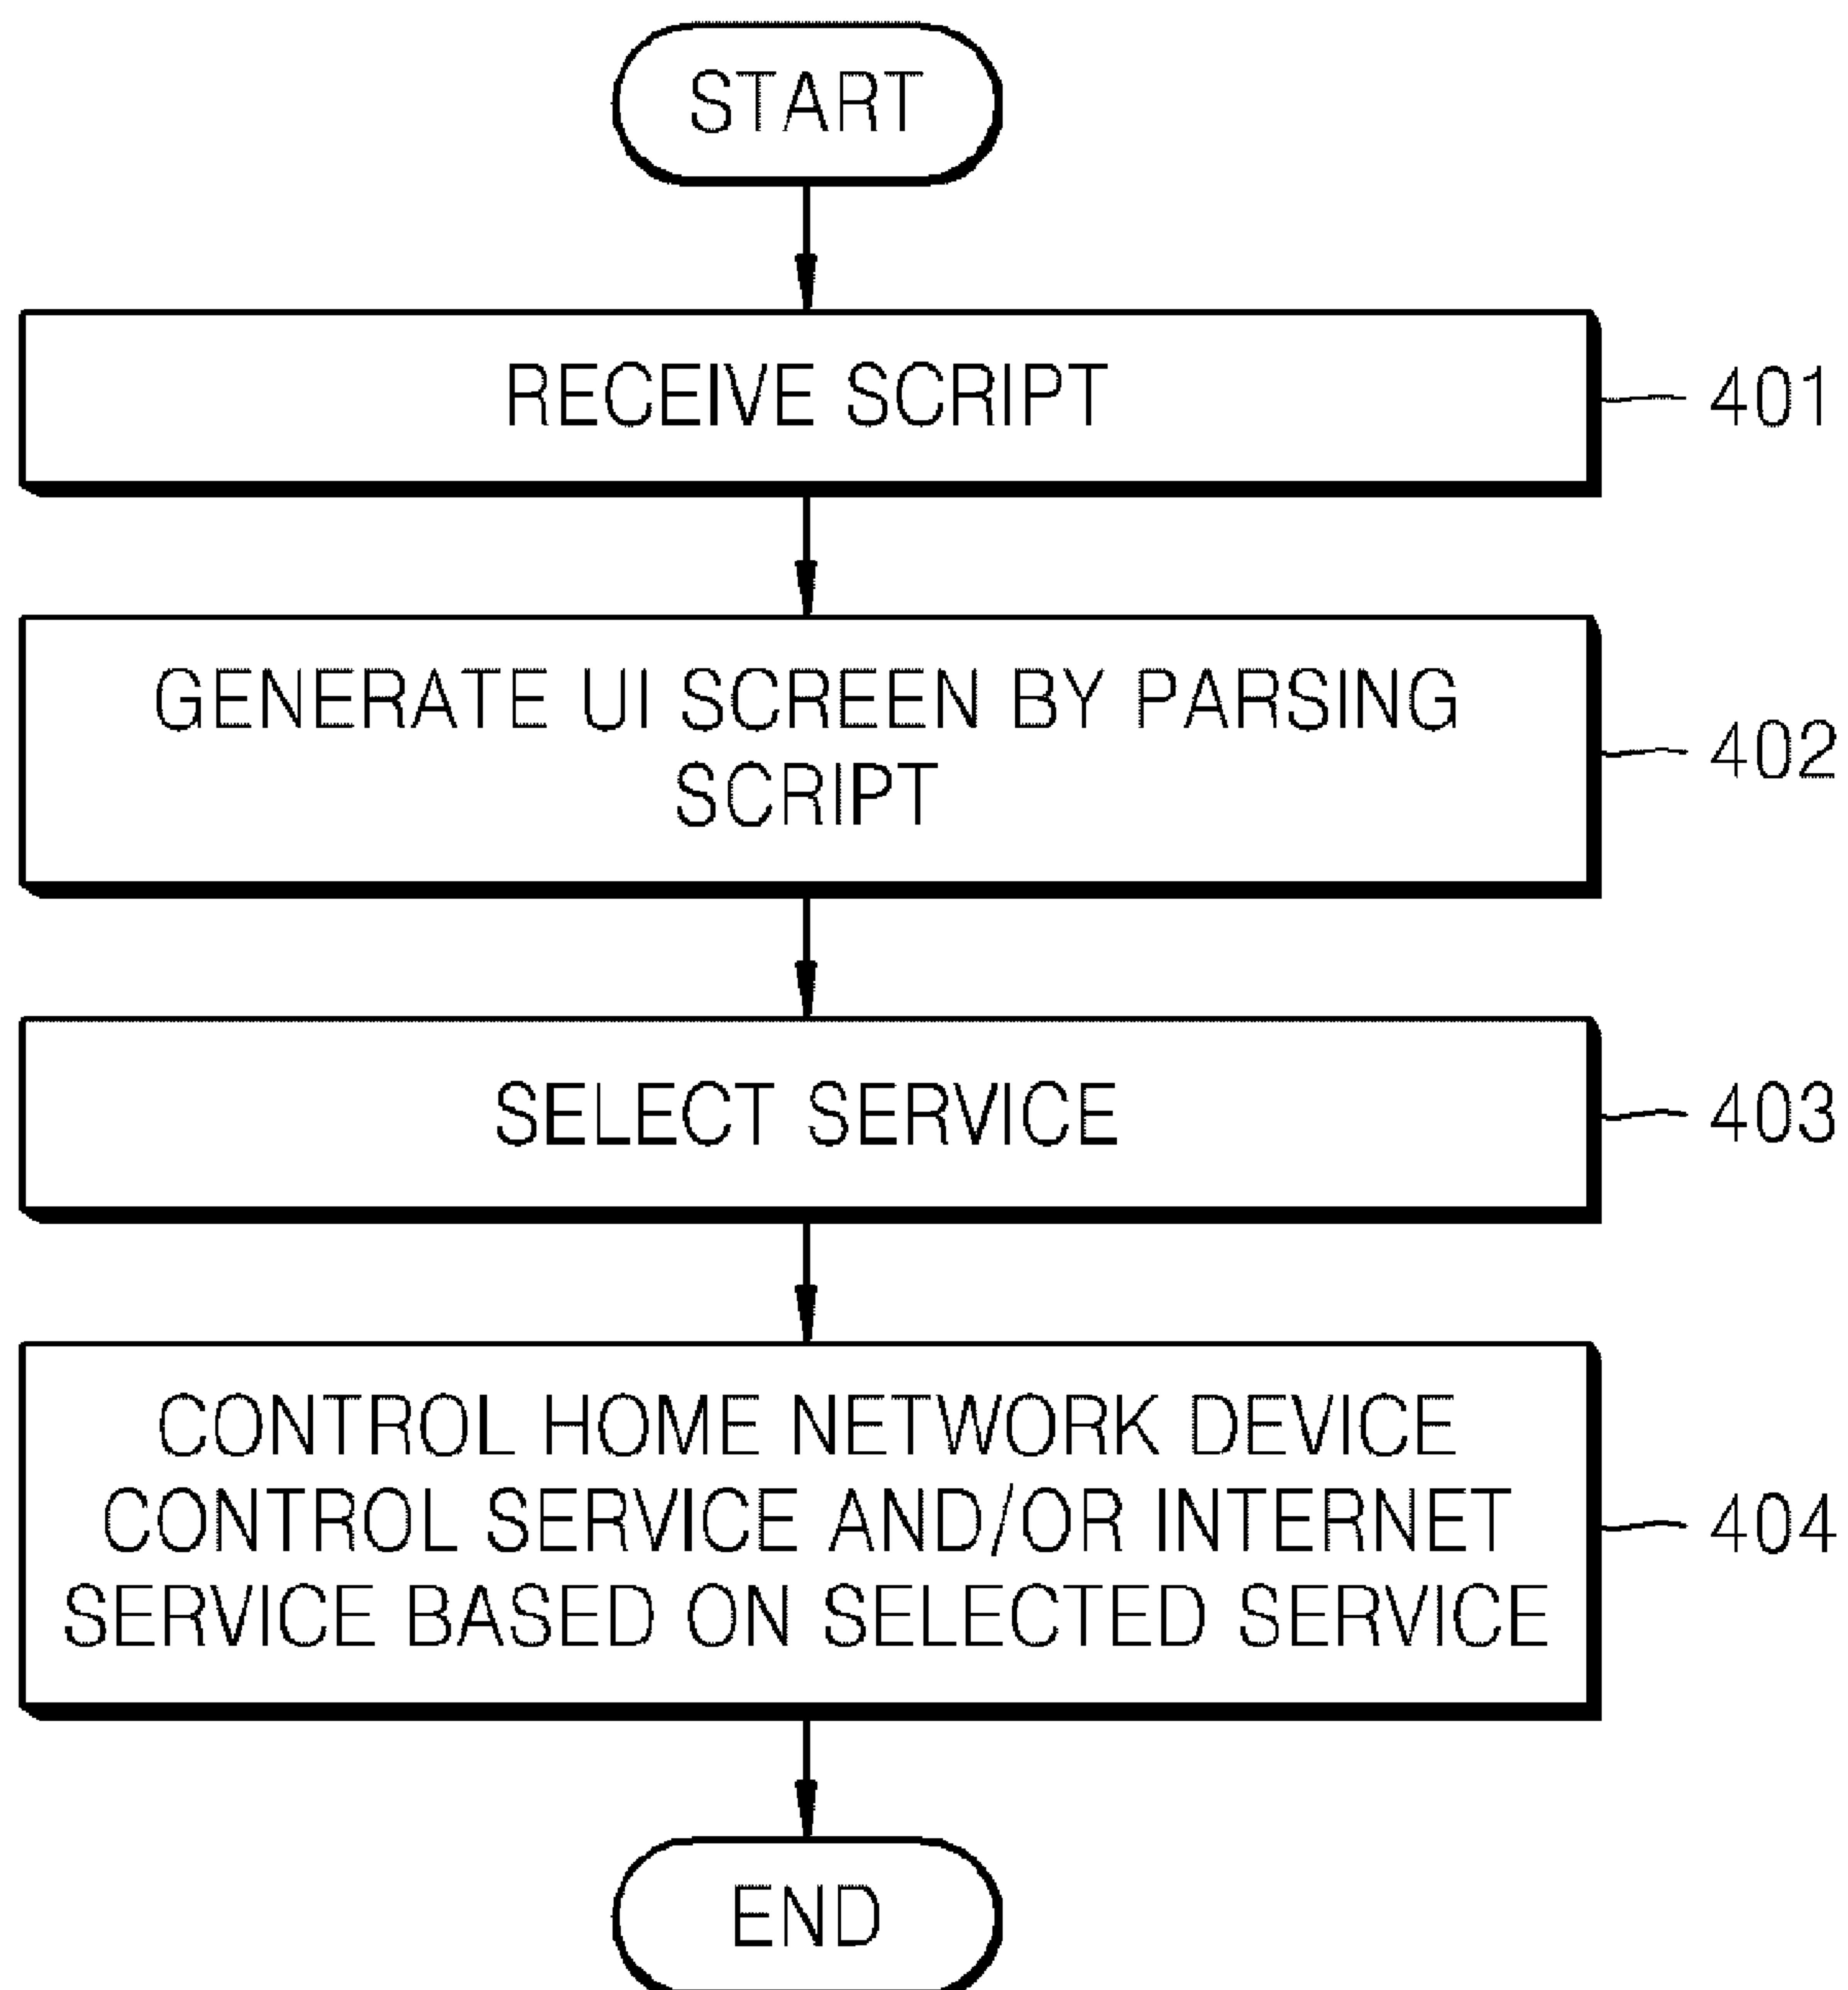 START
RECEIVE SCRIPT
401
GENERATE UI SCREEN BY PARSING
SCRIPT
402
SELECT SERVICE
403
CONTROL HOME NETWORK DEVICE
CONTROL SERVICE AND/OR INTERNET
SERVICE BASED ON SELECTED SERVICE
404
END